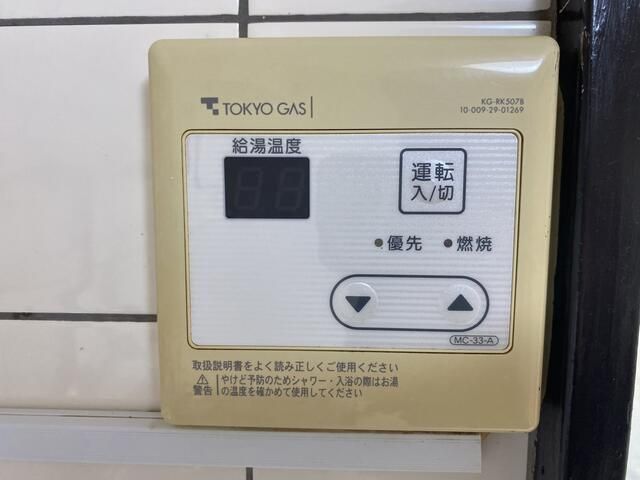 TOKYO GAS
KG-RK507B
10-009-29-01269
給湯温度
運転
入/切
優先 燃焼
▼ ▲
MC-33-A
取扱説明書をよく読み正しくご使用ください
⚠ やけど予防のためシャワー・入浴の際はお湯
警告 の温度を確かめて使用してください